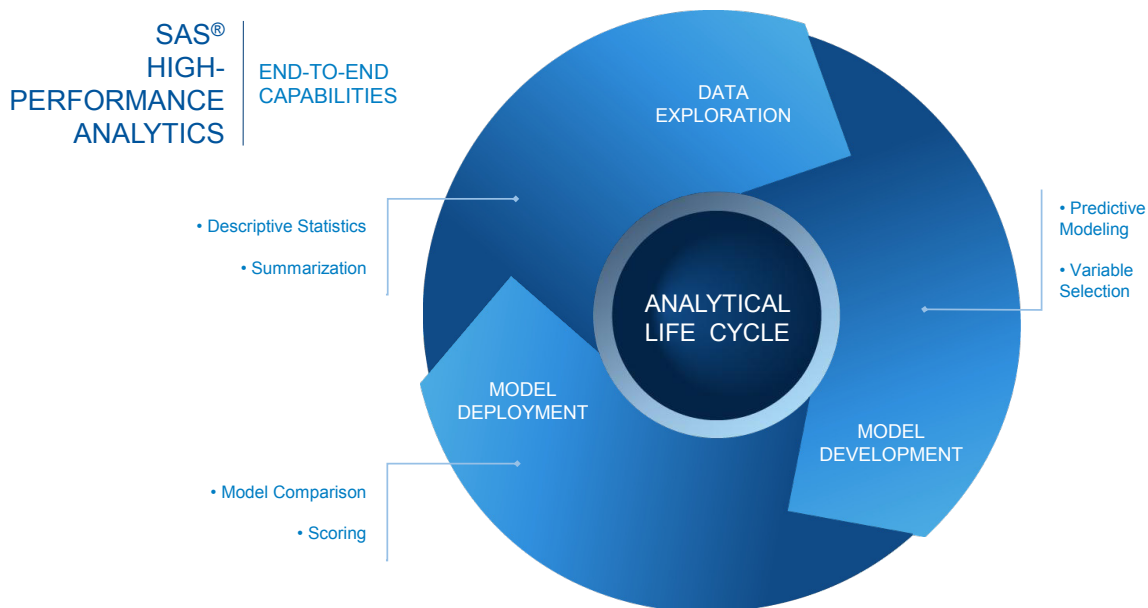 SAS®
HIGH-
PERFORMANCE
ANALYTICS
END-TO-END
CAPABILITIES
DATA
EXPLORATION
• Descriptive Statistics
• Summarization
• Predictive
Modeling
• Variable
Selection
ANALYTICAL
LIFE CYCLE
MODEL
DEPLOYMENT
MODEL
DEVELOPMENT
• Model Comparison
• Scoring